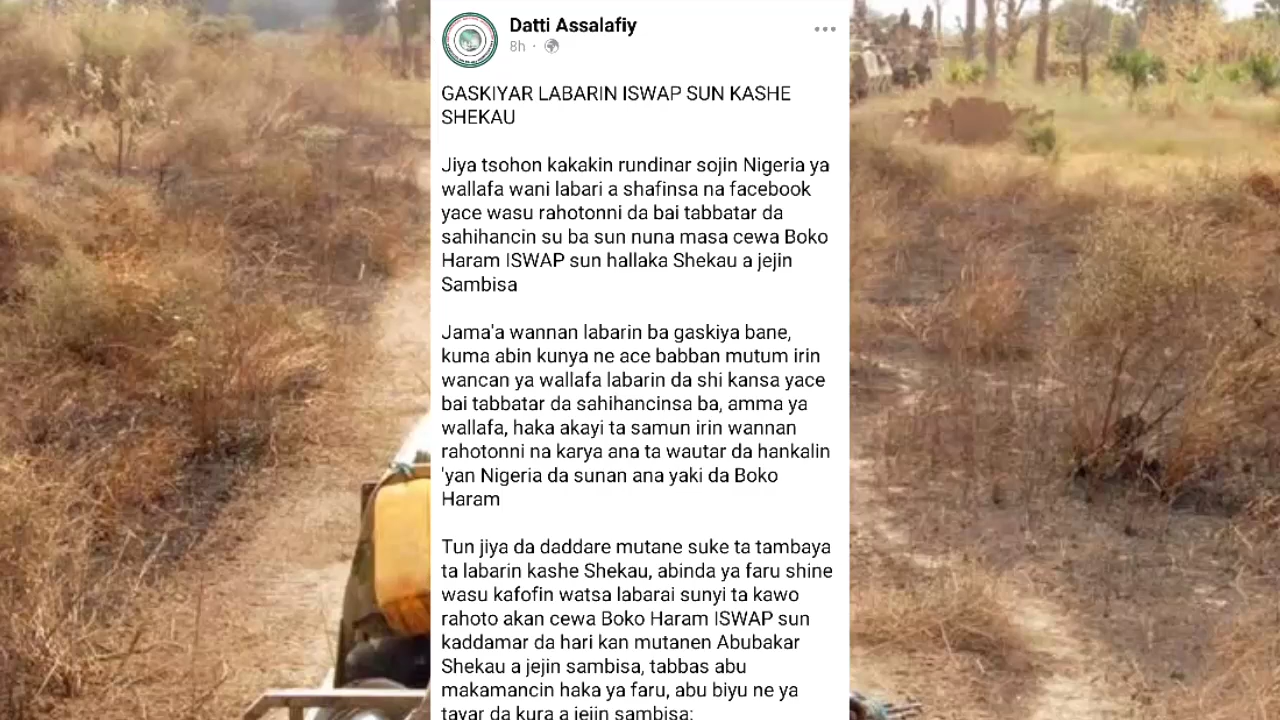 Datti Assalafiy
8h ·
GASKIYAR LABARIN ISWAP SUN KASHE
SHEKAU
Jiya tsohon kakakin rundinar sojin Nigeria ya
wallafa wani labari a shafinsa na facebook
yace wasu rahotonni da bai tabbatar da
sahihancin su ba sun nuna masa cewa Boko
Haram ISWAP sun hallaka Shekau a jejin
Sambisa
Jama'a wannan labarin ba gaskiya bane,
kuma abin kunya ne ace babban mutum irin
wancan ya wallafa labarin da shi kansa yace
bai tabbatar da sahihancinsa ba, amma ya
wallafa, haka akayi ta samun irin wannan
rahotonni na karya ana ta wautar da hankalin
'yan Nigeria da sunan ana yaki da Boko
Haram
Tun jiya da daddare mutane suke ta tambaya
ta labarin kashe Shekau, abinda ya faru shine
wasu kafofin watsa labarai sunyi ta kawo
rahoto akan cewa Boko Haram ISWAP sun
kaddamar da hari kan mutanen Abubakar
Shekau a jejin sambisa, tabbas abu
makamancin haka ya faru, abu biyu ne ya
tayar da kura a jejin sambisa: